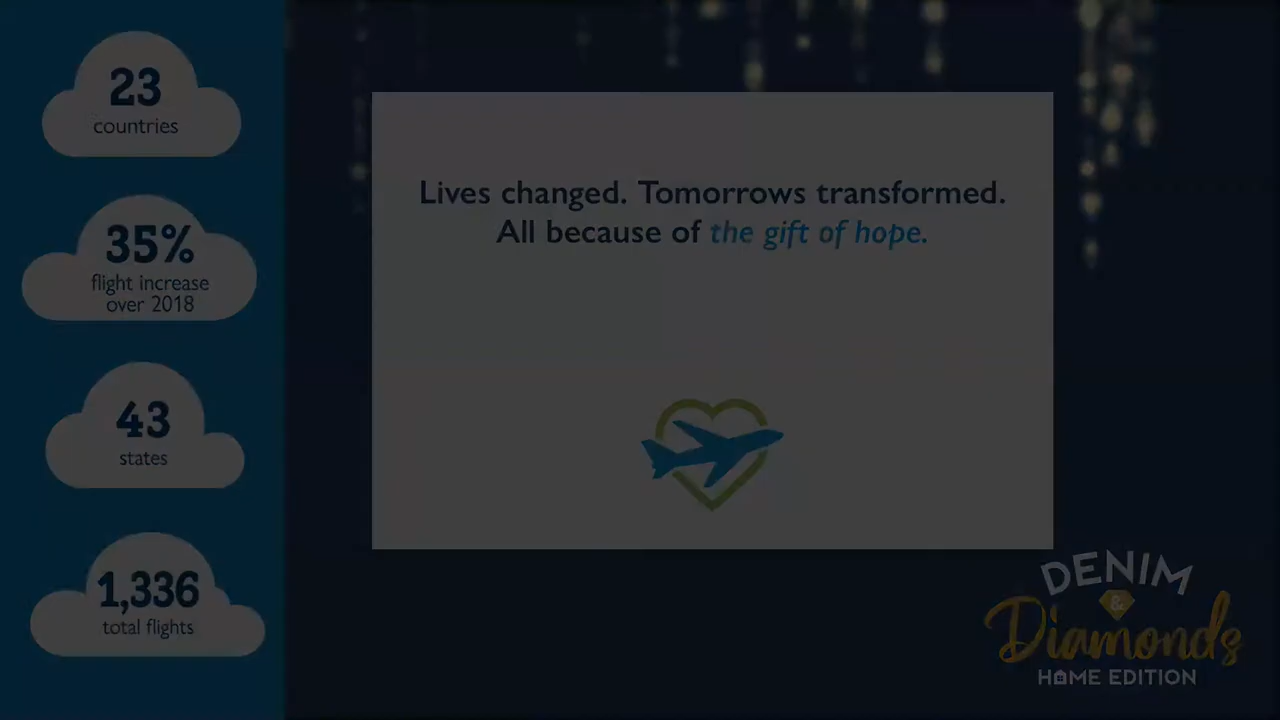 23
countries
35%
flight increase
over 2018
43
states
1,336
total flights
Lives changed. Tomorrows transformed.
All because of the gift of hope.
DENIM
&
Diamonds
HOME EDITION